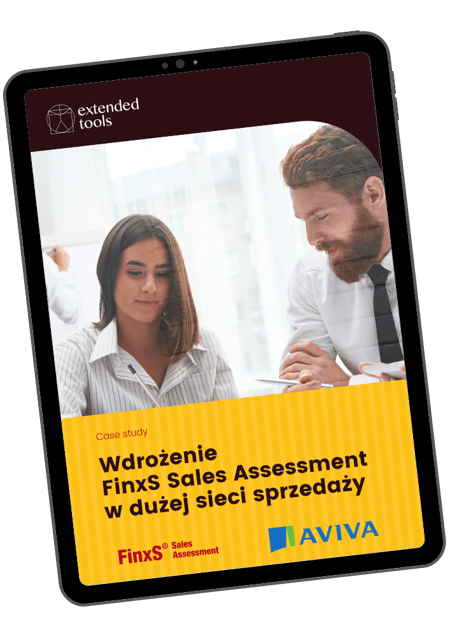 extended
tools
Case study
Wdrożenie
FinxS Sales Assessment
w dużej sieci sprzedaży
FinxS® Sales
Assessment
AVIVA